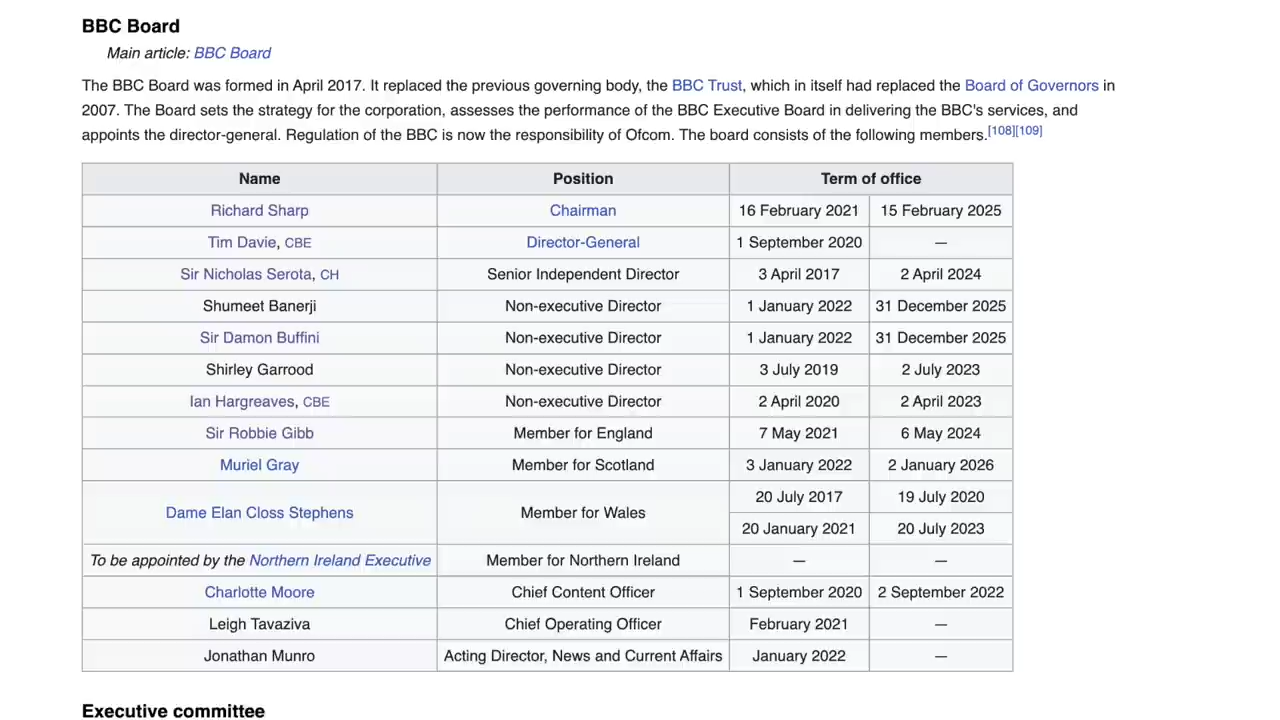 BBC Board
Main article: BBC Board
The BBC Board was formed in April 2017. It replaced the previous governing body, the BBC Trust, which in itself had replaced the Board of Governors in
2007. The Board sets the strategy for the corporation, assesses the performance of the BBC Executive Board in delivering the BBC's services, and
appoints the director-general. Regulation of the BBC is now the responsibility of Ofcom. The board consists of the following members.[108][109]
Name Position Term of office
Richard Sharp Chairman 16 February 2021 15 February 2025
Tim Davie, CBE Director-General 1 September 2020 —
Sir Nicholas Serota, CH Senior Independent Director 3 April 2017 2 April 2024
Shumeet Banerji Non-executive Director 1 January 2022 31 December 2025
Sir Damon Buffini Non-executive Director 1 January 2022 31 December 2025
Shirley Garrood Non-executive Director 3 July 2019 2 July 2023
Ian Hargreaves, CBE Non-executive Director 2 April 2020 2 April 2023
Sir Robbie Gibb Member for England 7 May 2021 6 May 2024
Muriel Gray Member for Scotland 3 January 2022 2 January 2026
Dame Elan Closs Stephens Member for Wales 20 July 2017 19 July 2020
20 January 2021 20 July 2023
To be appointed by the Northern Ireland Executive Member for Northern Ireland — —
Charlotte Moore Chief Content Officer 1 September 2020 2 September 2022
Leigh Tavaziva Chief Operating Officer February 2021 —
Jonathan Munro Acting Director, News and Current Affairs January 2022 —
Executive committee